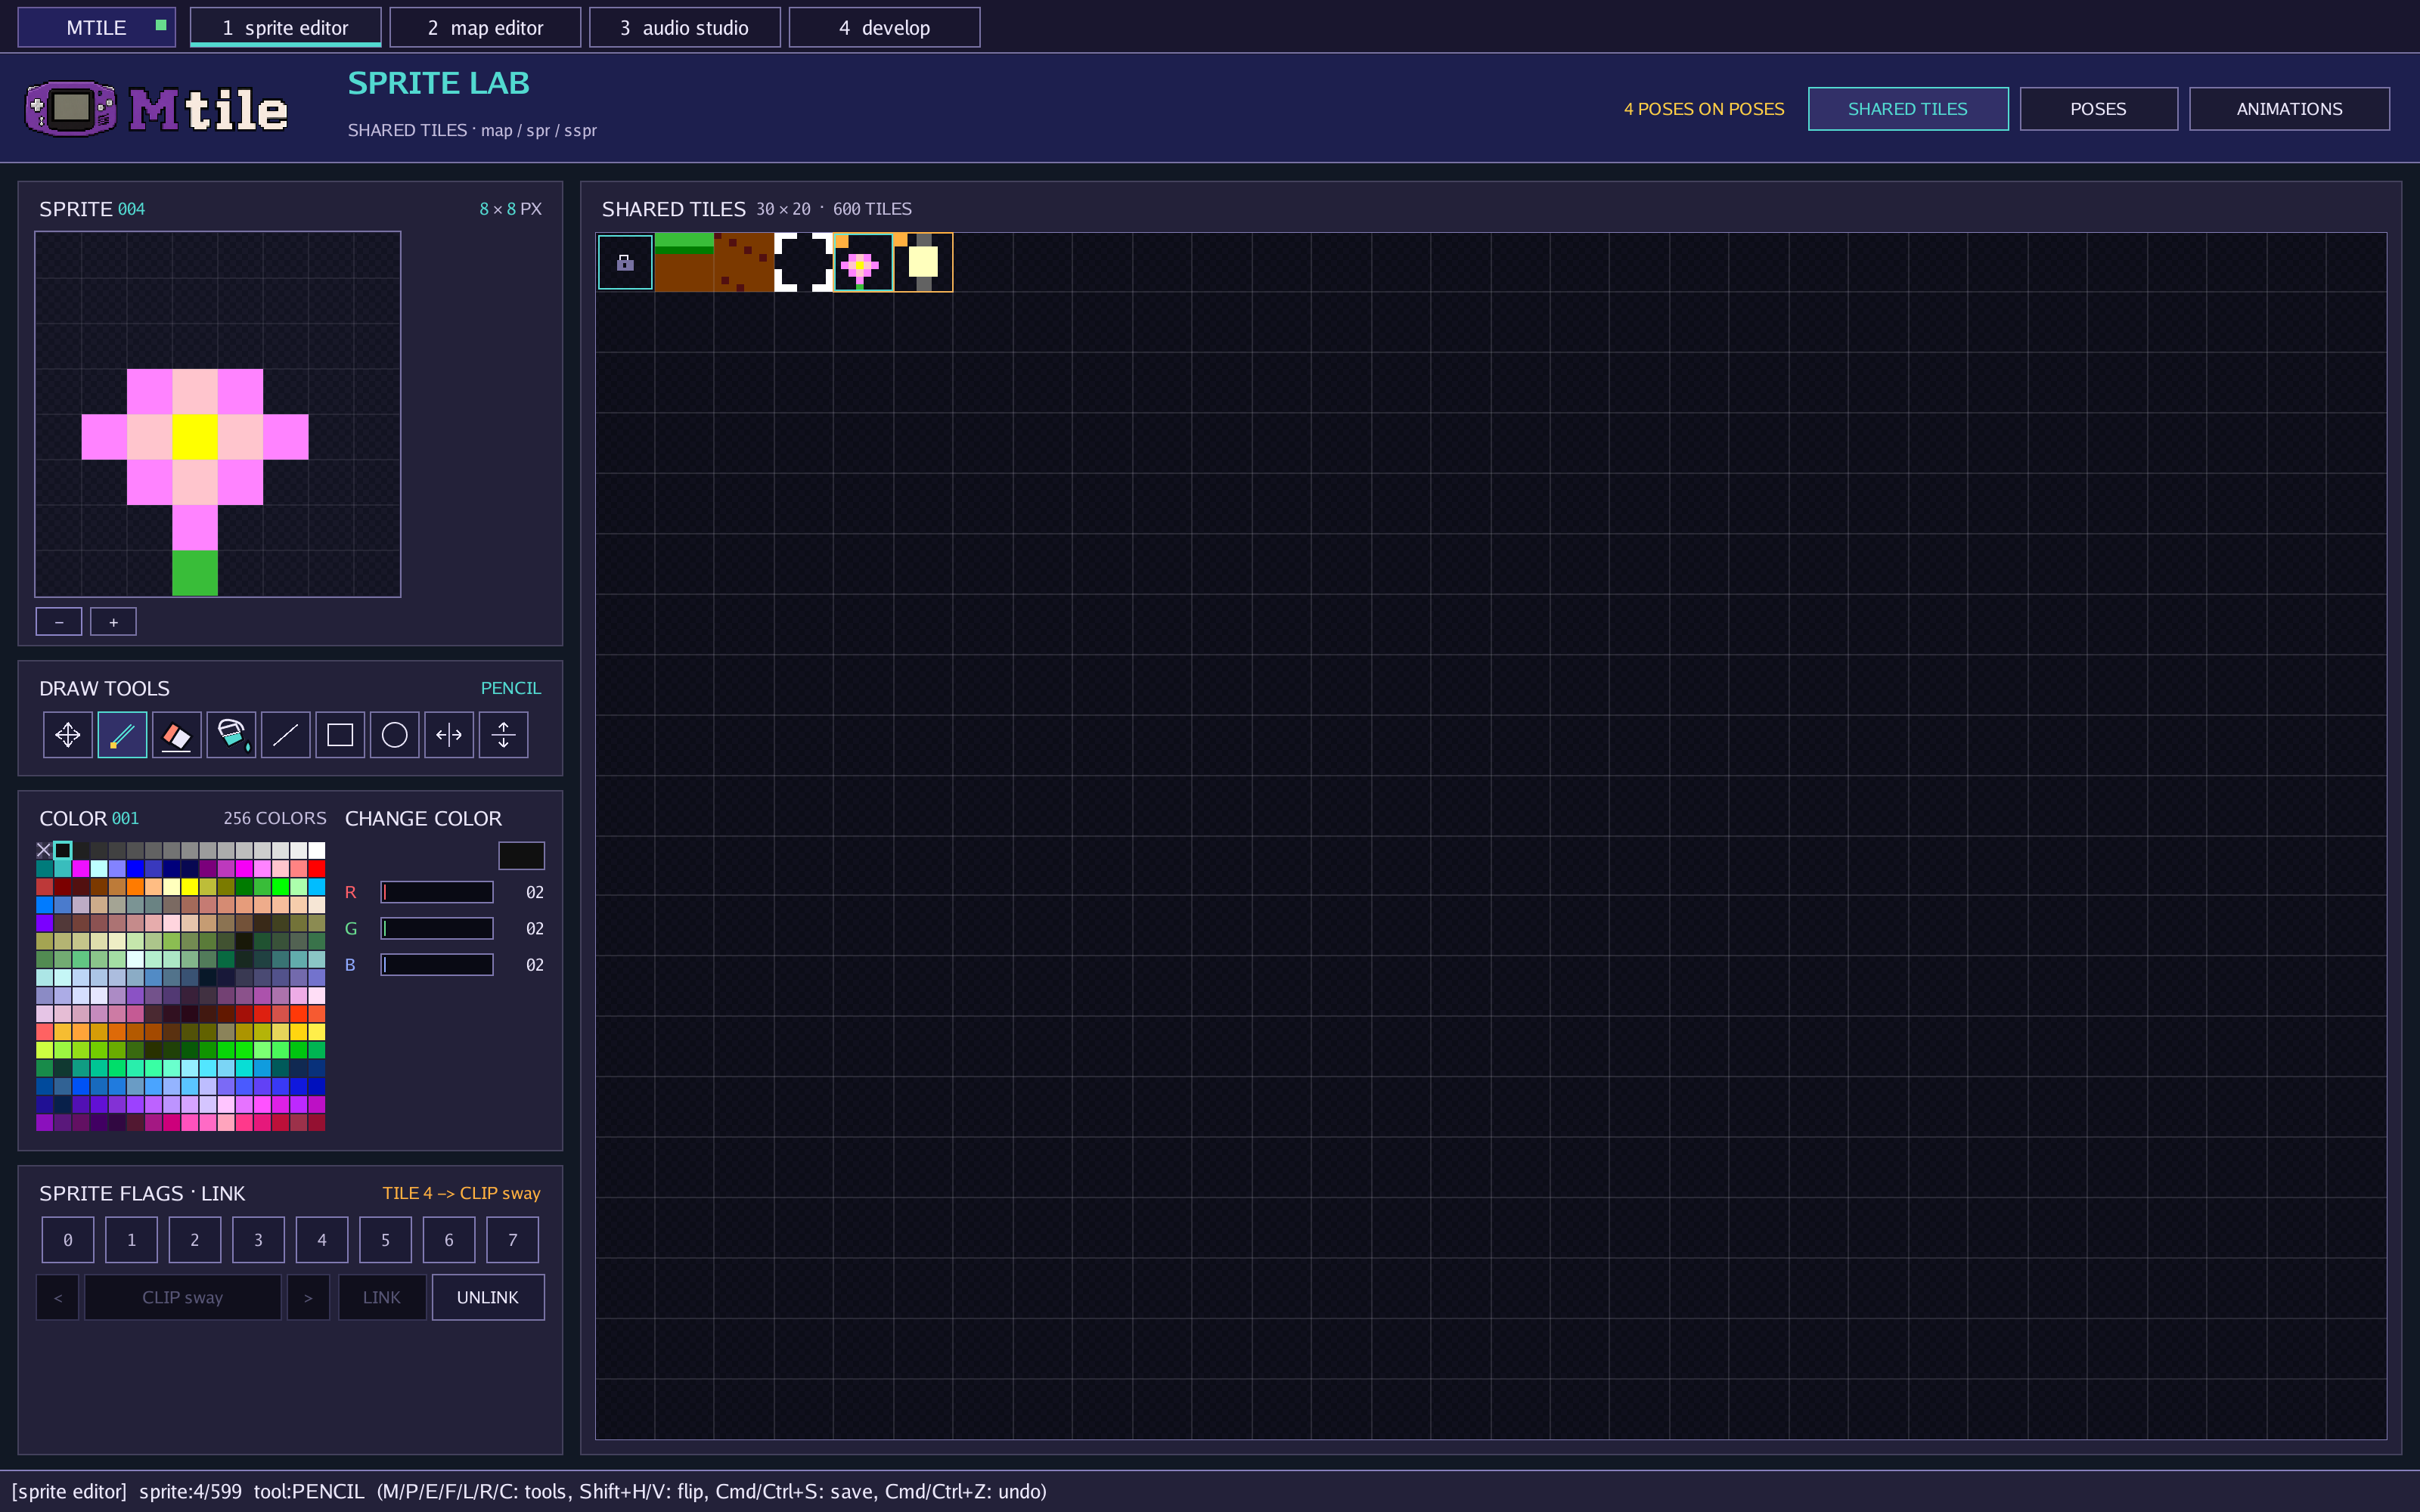 MTILE
1 sprite editor
2 map editor
3 audio studio
4 develop
Mtile
SPRITE LAB
SHARED TILES · map / spr / sspr
4 POSES ON POSES
SHARED TILES
POSES
ANIMATIONS
SPRITE 004
8 × 8 PX
SHARED TILES 30 × 20 · 600 TILES
− +
DRAW TOOLS
PENCIL
COLOR 001
256 COLORS
CHANGE COLOR
R 02
G 02
B 02
SPRITE FLAGS · LINK
TILE 4 –> CLIP sway
0 1 2 3 4 5 6 7
< CLIP sway > LINK UNLINK
[sprite editor] sprite:4/599 tool:PENCIL (M/P/E/F/L/R/C: tools, Shift+H/V: flip, Cmd/Ctrl+S: save, Cmd/Ctrl+Z: undo)